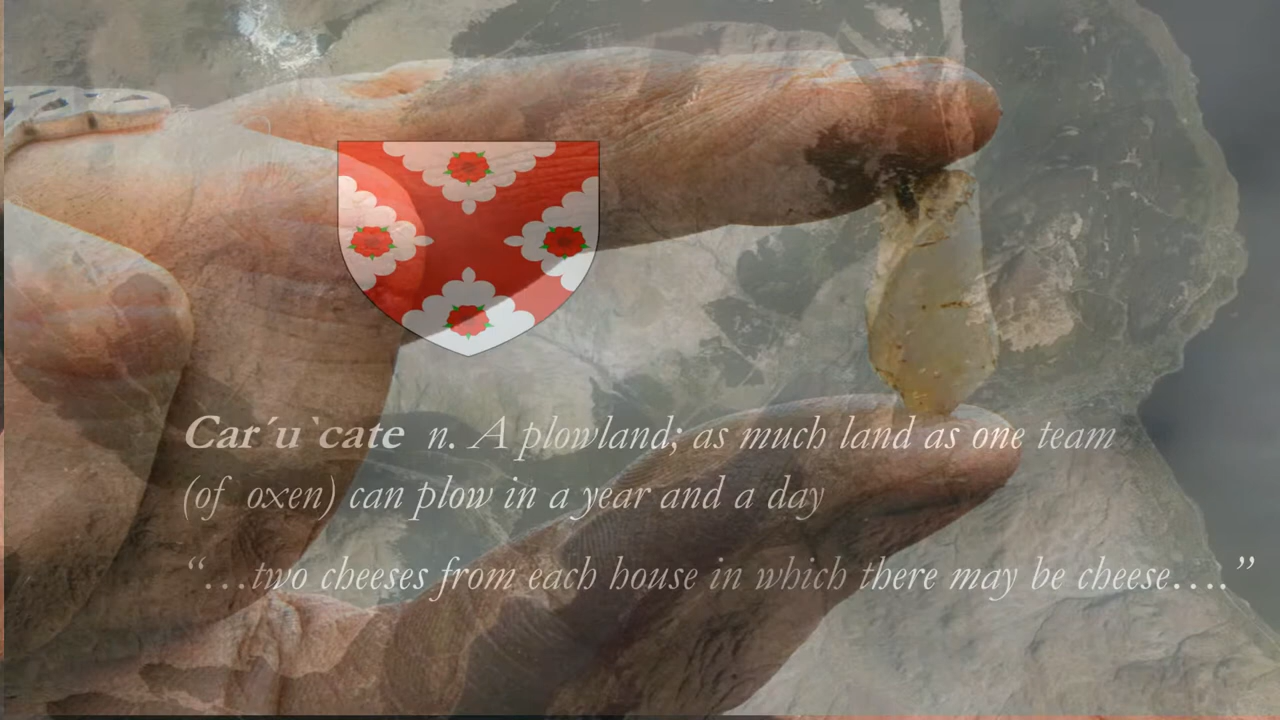 Car´u`cate n. A plowland; as much land as one team
(of oxen) can plow in a year and a day
“…two cheeses from each house in which there may be cheese….”